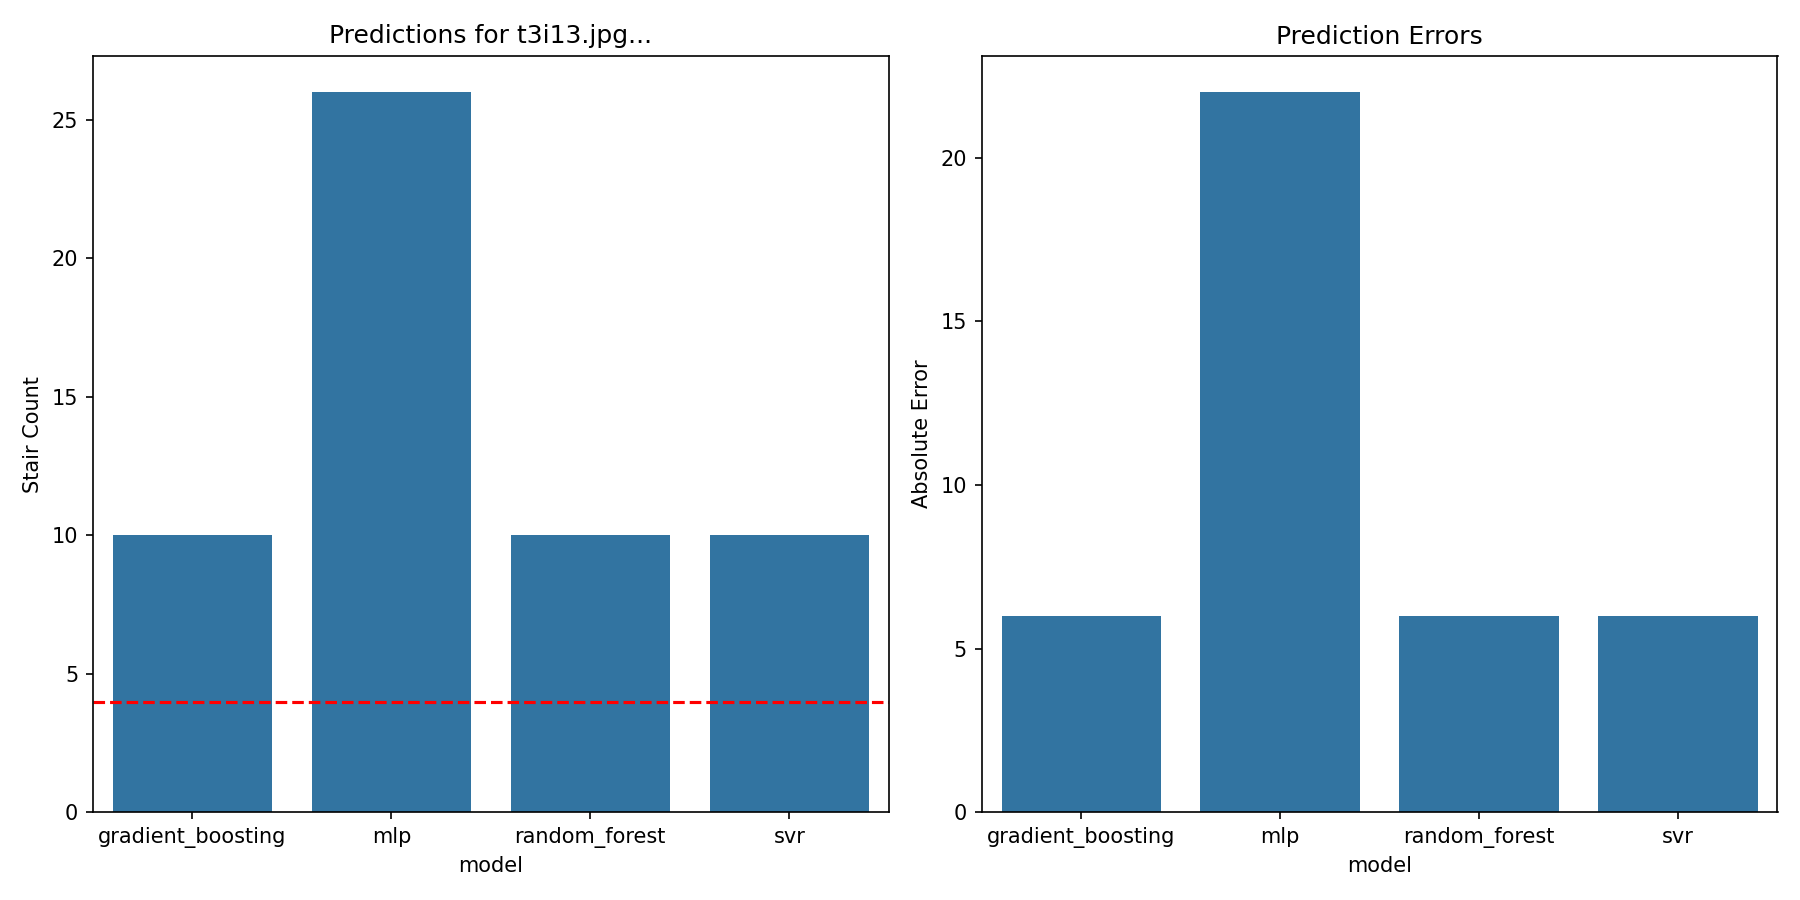 Predictions for t3i13.jpg...
Stair Count
25
20
15
10
5
0
gradient_boosting mlp random_forest svr
model
Prediction Errors
Absolute Error
20
15
10
5
0
gradient_boosting mlp random_forest svr
model